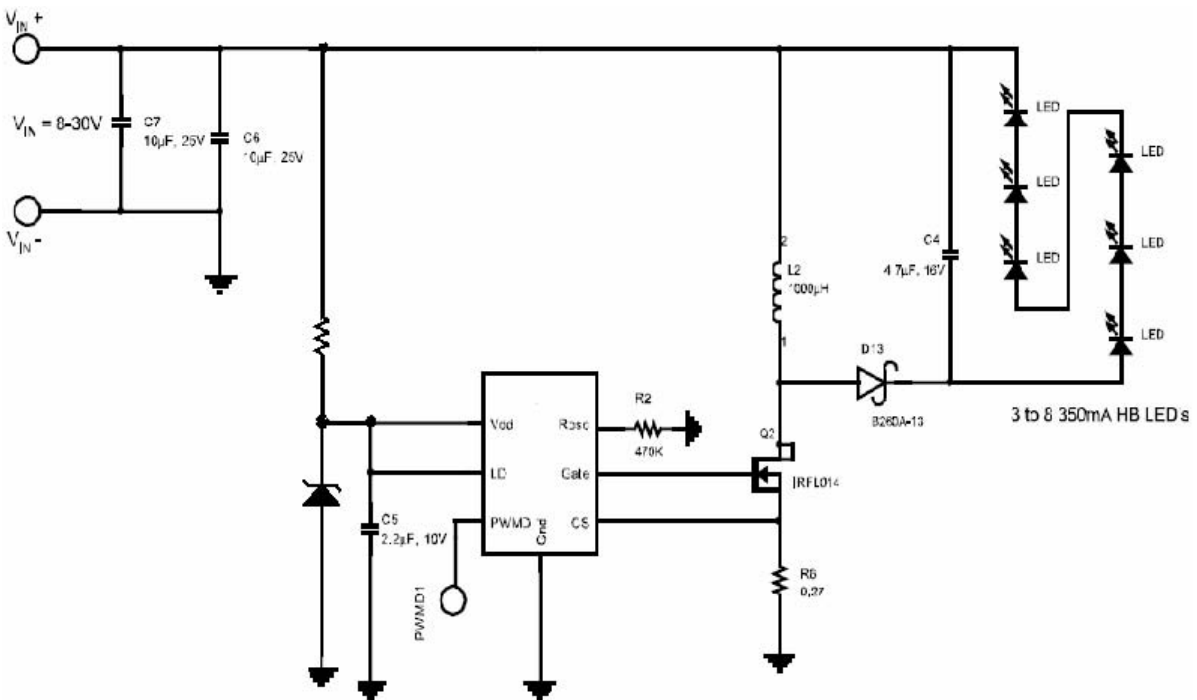 VIN +
VIN = 8-30V
C7
10µF, 25V
C6
10µF, 25V
VIN -
LED
LED
LED
LED
LED
LED
C4
4.7µF, 16V
2
L2
1000µH
1
D13
B260A-13
3 to 8 350mA HB LEDs
R2
470K
Vdd
Rosc
LD
Gate
PWMD
Gnd
CS
Q2
IRFL014
C5
2.2µF, 10V
PWMD1
R6
0.27